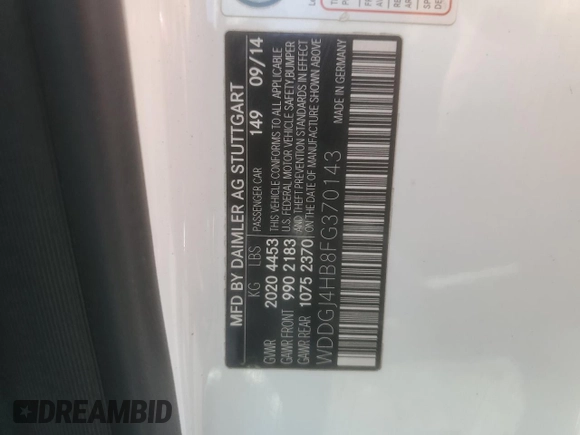 MFD BY DAIMLER AG STUTTGART
KG LBS PASSENGER CAR 149 09/14
GVWR 2020 4453 THIS VEHICLE CONFORMS TO ALL APPLICABLE
GAWR FRONT 990 2183 U.S. FEDERAL MOTOR VEHICLE SAFETY,BUMPER
GAWR REAR 1075 2370 AND THEFT PREVENTION STANDARDS IN EFFECT
ON THE DATE OF MANUFACTURE SHOWN ABOVE
WDDGJ4HB8FG370143 MADE IN GERMANY
DREAMBID